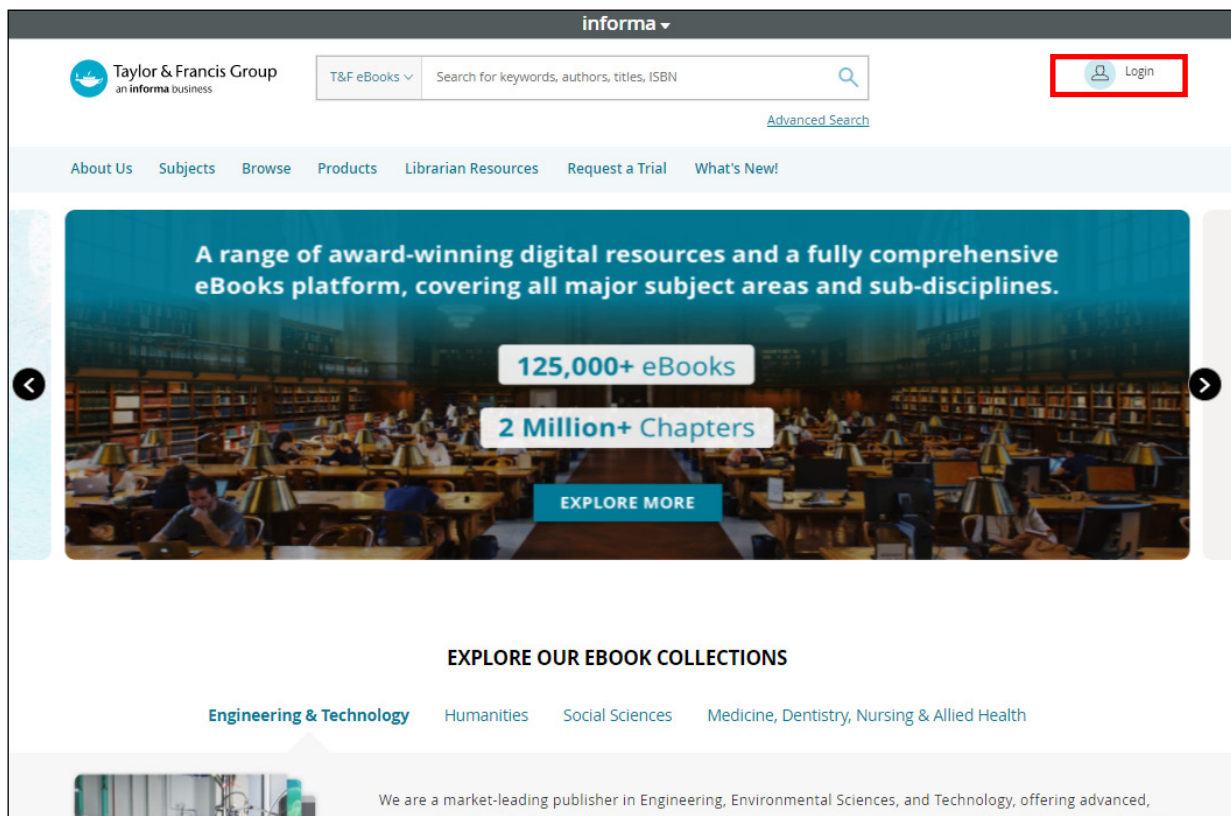 informa
Taylor & Francis Group
an informa business
T&F eBooks
Search for keywords, authors, titles, ISBN
Login
Advanced Search
About Us Subjects Browse Products Librarian Resources Request a Trial What's New!
A range of award-winning digital resources and a fully comprehensive
eBooks platform, covering all major subject areas and sub-disciplines.
125,000+ eBooks
2 Million+ Chapters
EXPLORE MORE
EXPLORE OUR EBOOK COLLECTIONS
Engineering & Technology Humanities Social Sciences Medicine, Dentistry, Nursing & Allied Health
We are a market-leading publisher in Engineering, Environmental Sciences, and Technology, offering advanced,